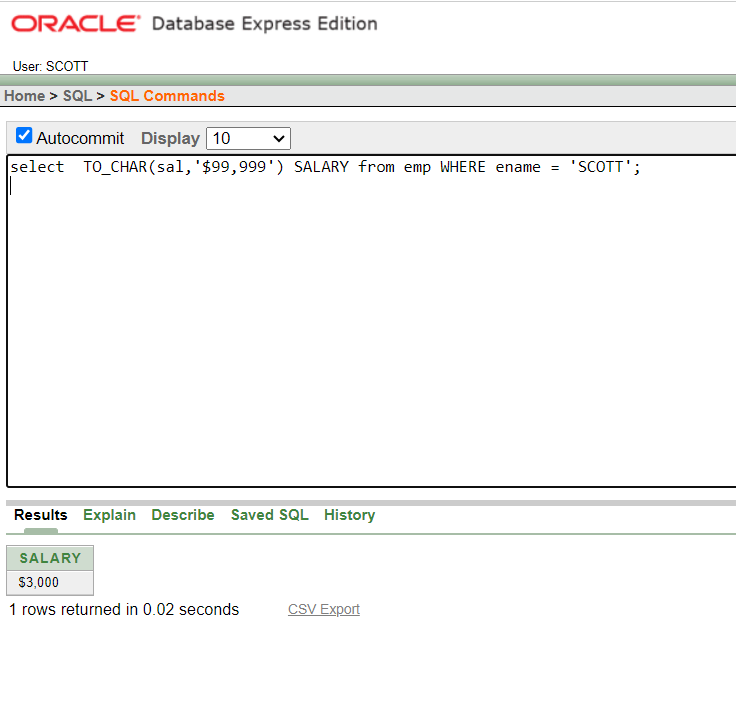 ORACLE® Database Express Edition
User: SCOTT
Home > SQL > SQL Commands
Autocommit Display 10
select  TO_CHAR(sal,'$99,999') SALARY from emp WHERE ename = 'SCOTT';
Results Explain Describe Saved SQL History
SALARY
$3,000
1 rows returned in 0.02 seconds CSV Export